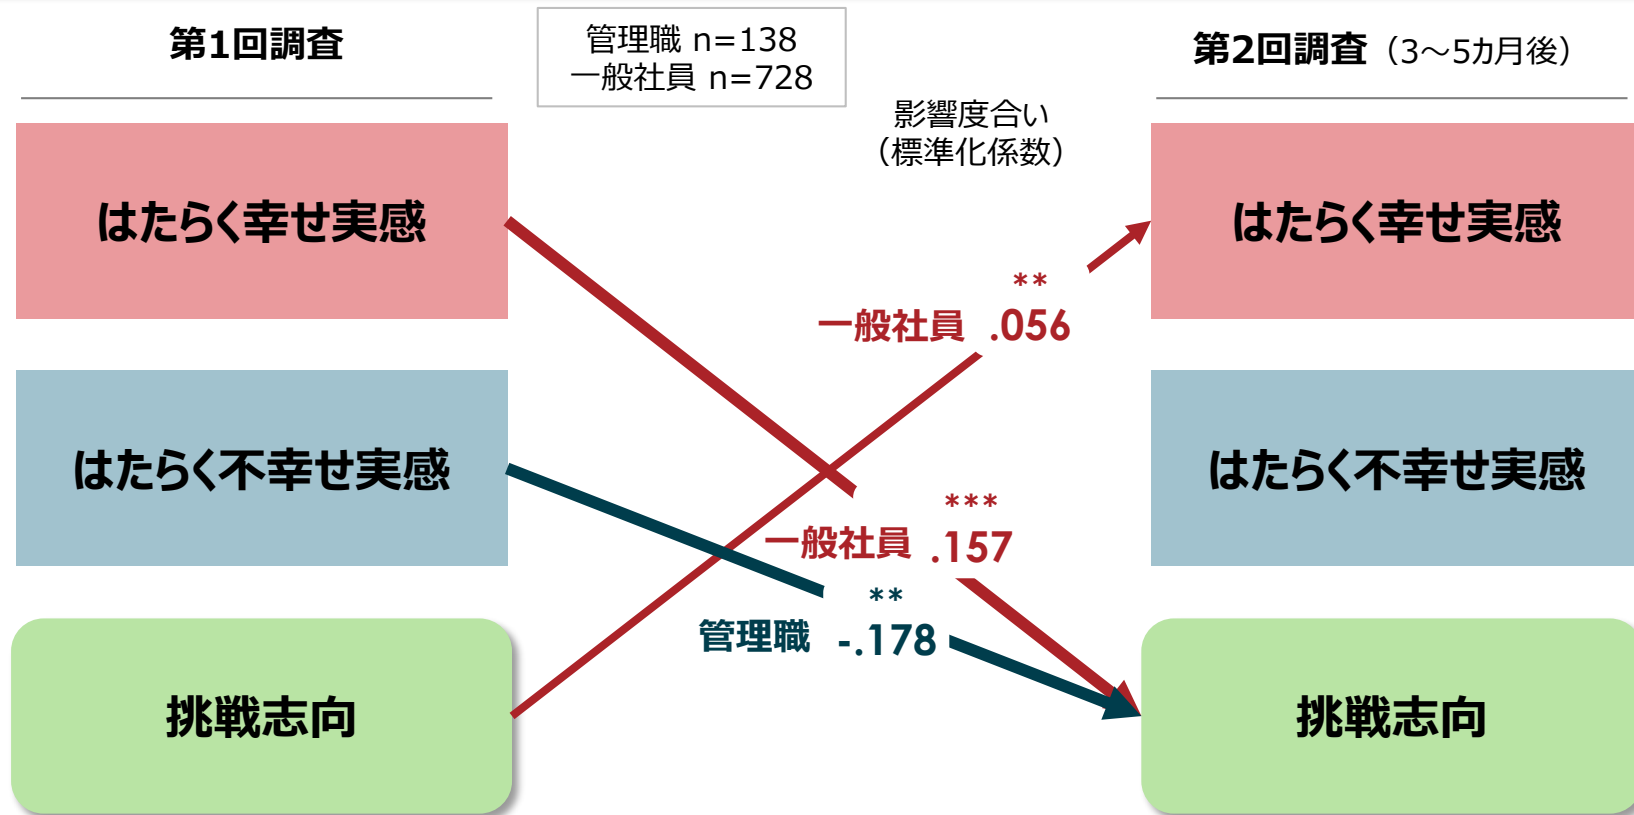 第1回調査
管理職 n=138
一般社員 n=728
第2回調査（3～5カ月後）
影響度合い
（標準化係数）
はたらく幸せ実感
はたらく幸せ実感
**
一般社員 .056
はたらく不幸せ実感
はたらく不幸せ実感
***
一般社員 .157
**
管理職 -.178
挑戦志向
挑戦志向